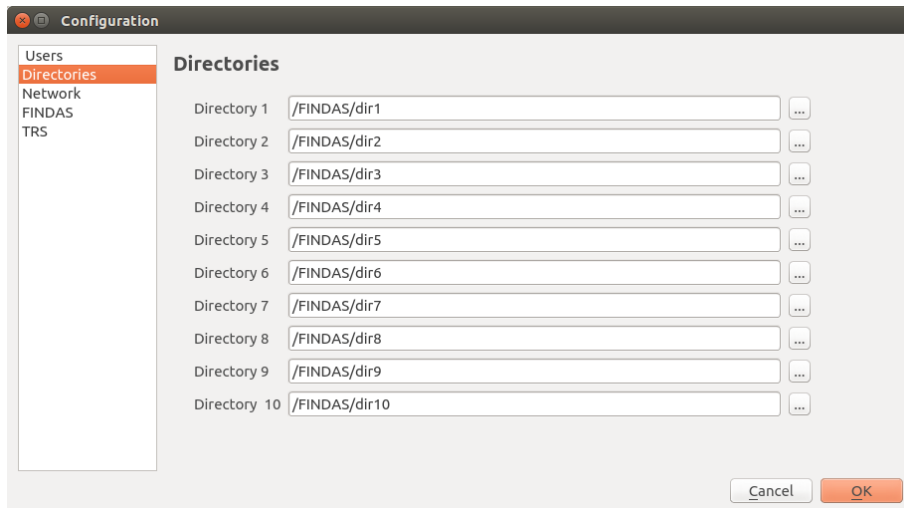 Configuration
Users
Directories
Network
FINDAS
TRS
Directories
Directory 1 /FINDAS/dir1 ...
Directory 2 /FINDAS/dir2 ...
Directory 3 /FINDAS/dir3 ...
Directory 4 /FINDAS/dir4 ...
Directory 5 /FINDAS/dir5 ...
Directory 6 /FINDAS/dir6 ...
Directory 7 /FINDAS/dir7 ...
Directory 8 /FINDAS/dir8 ...
Directory 9 /FINDAS/dir9 ...
Directory 10 /FINDAS/dir10 ...
Cancel OK